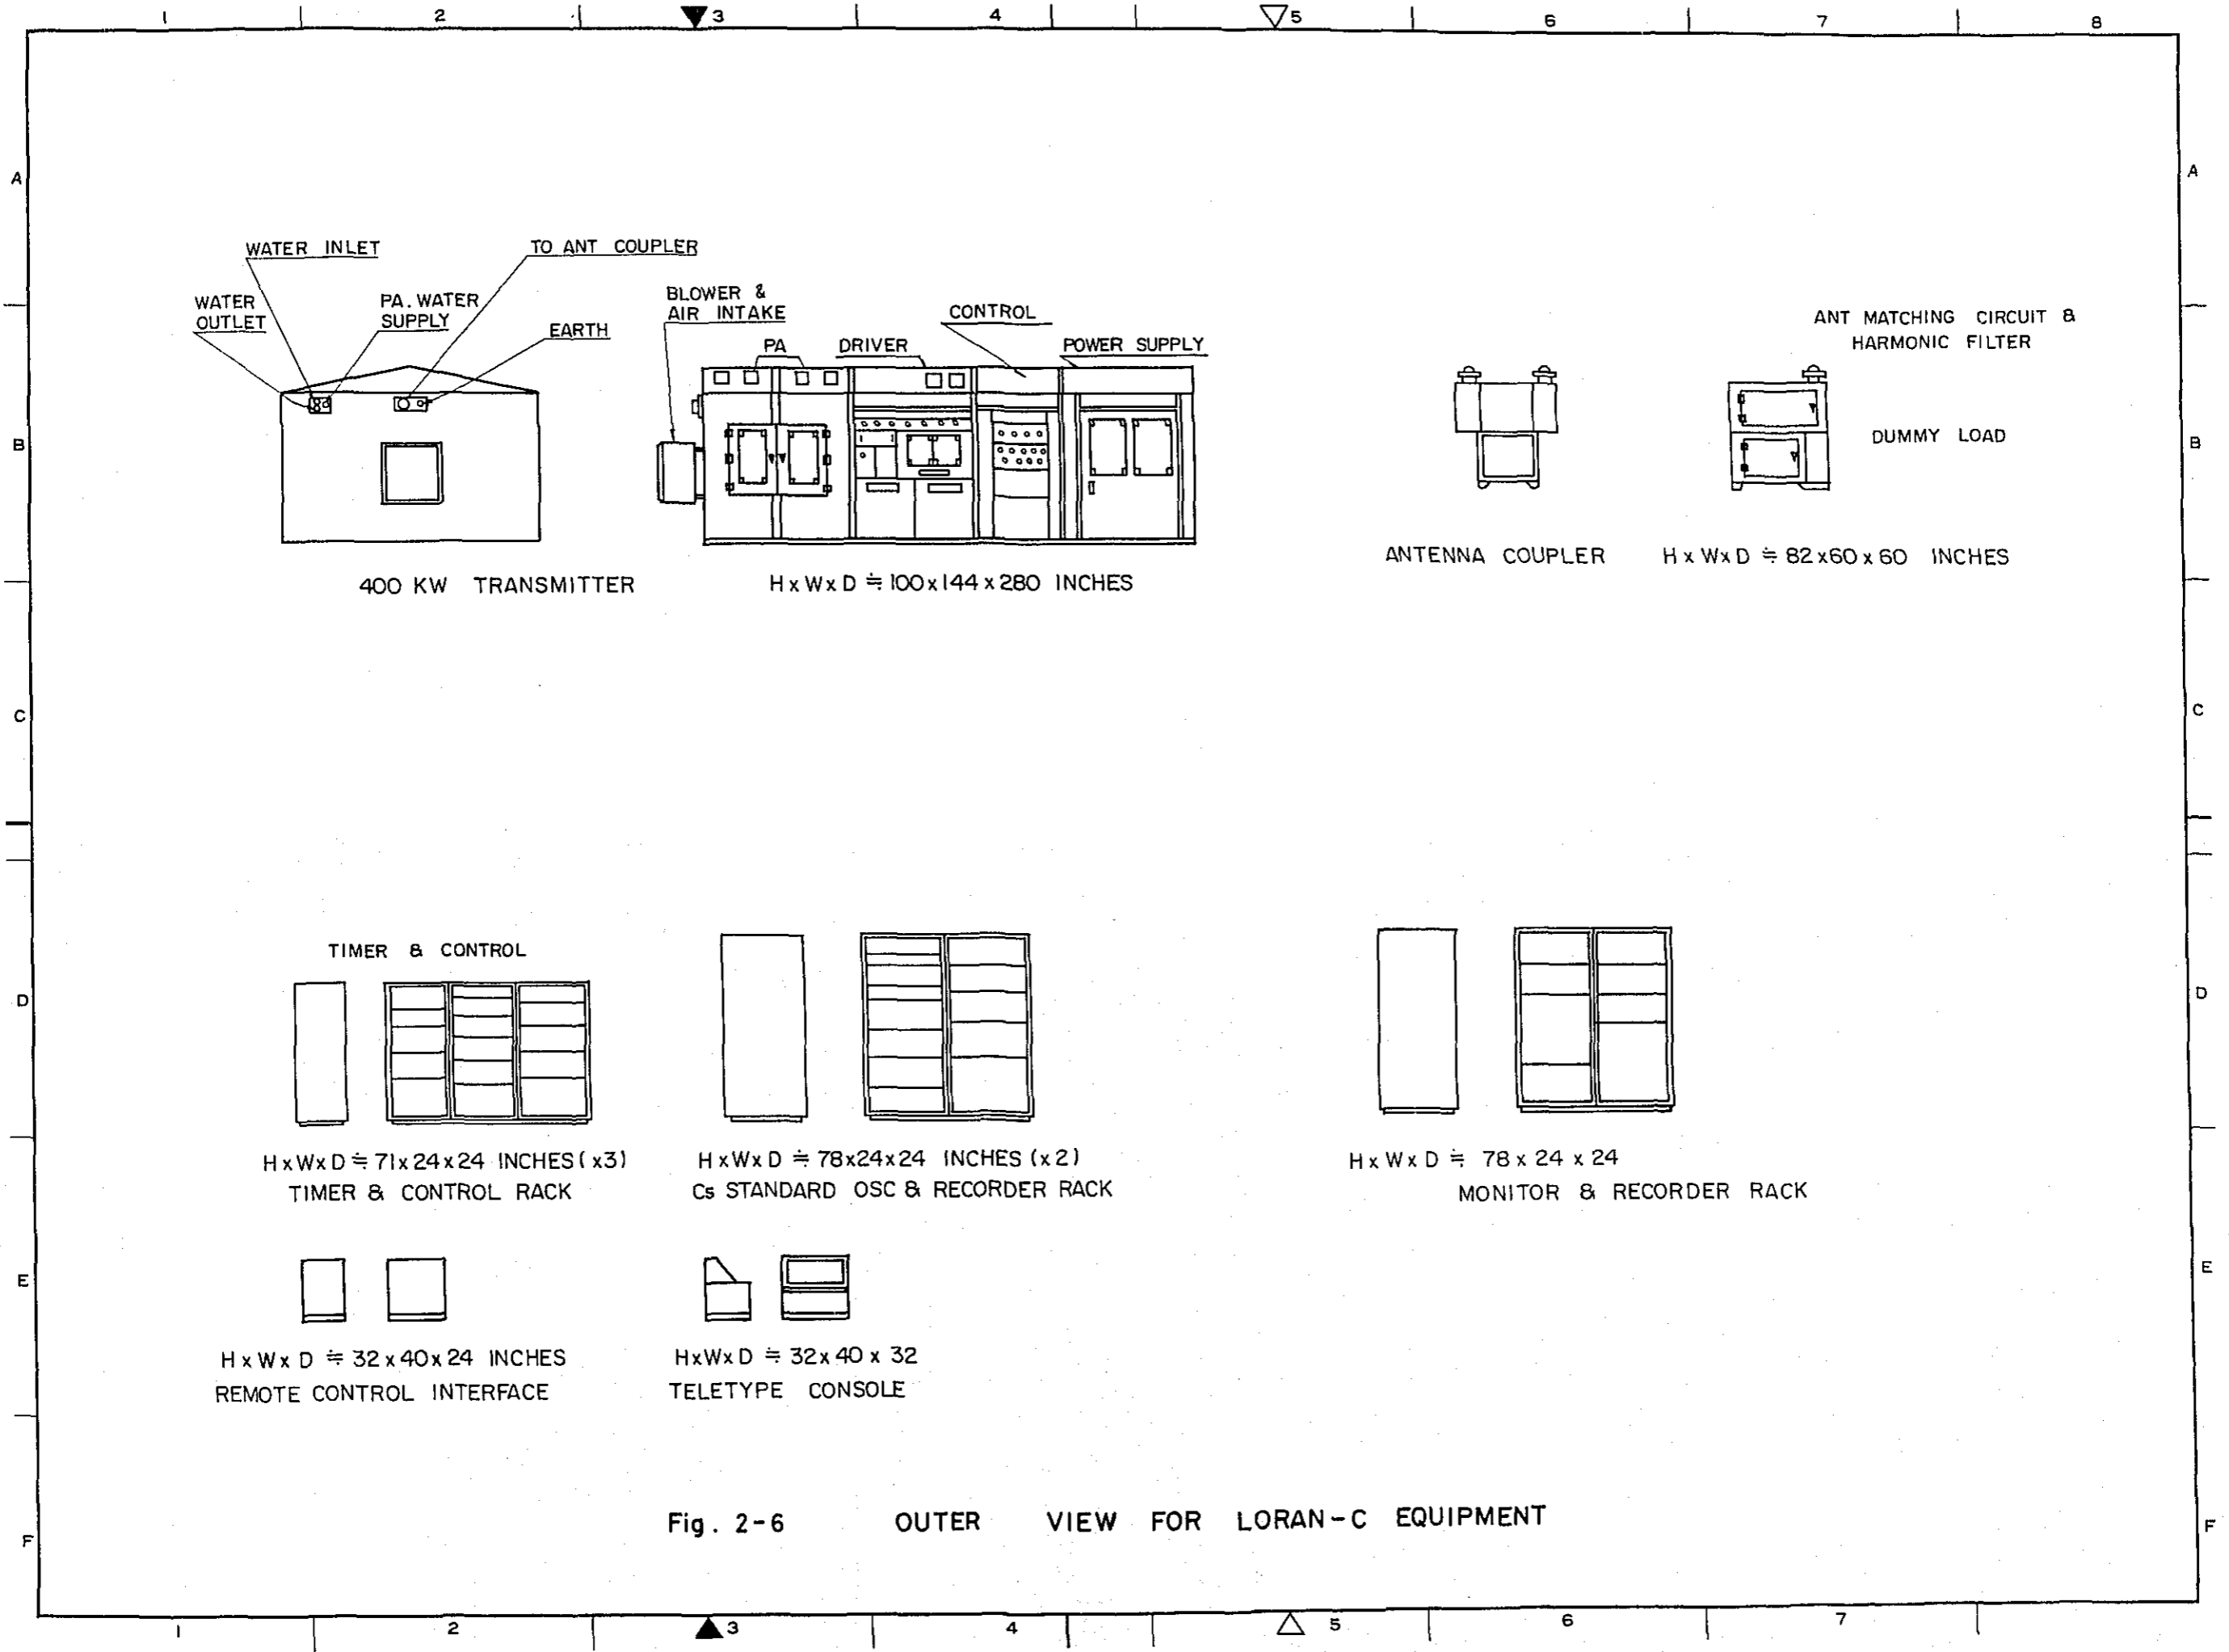 1 2 3 4 5 6 7 8
A A
WATER INLET
TO ANT COUPLER
WATER
OUTLET
PA. WATER
SUPPLY
EARTH
BLOWER &
AIR INTAKE
PA
DRIVER
CONTROL
POWER SUPPLY
ANT MATCHING CIRCUIT &
HARMONIC FILTER
DUMMY LOAD
B B
400 KW TRANSMITTER
H x W x D ≒ 100 x 144 x 280 INCHES
ANTENNA COUPLER
H x W x D ≒ 82 x 60 x 60 INCHES
C C
TIMER & CONTROL
D D
H x W x D ≒ 71 x 24 x 24 INCHES ( x3)
TIMER & CONTROL RACK
H x W x D ≒ 78 x 24 x 24 INCHES ( x 2)
Cs STANDARD OSC & RECORDER RACK
H x W x D ≒ 78 x 24 x 24
MONITOR & RECORDER RACK
E E
H x W x D ≒ 32 x 40 x 24 INCHES
REMOTE CONTROL INTERFACE
H x W x D ≒ 32 x 40 x 32
TELETYPE CONSOLE
Fig. 2-6 OUTER VIEW FOR LORAN-C EQUIPMENT
F F
1 2 3 4 5 6 7